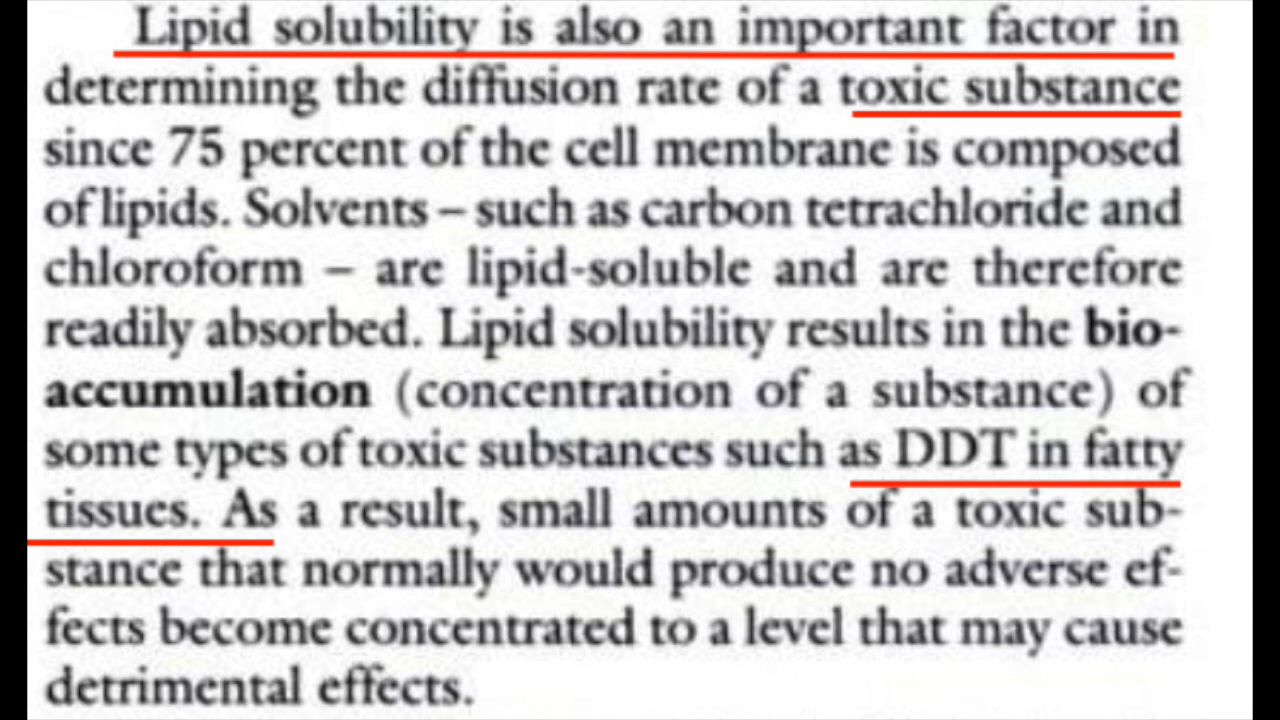 Lipid solubility is also an important factor in
determining the diffusion rate of a toxic substance
since 75 percent of the cell membrane is composed
of lipids. Solvents – such as carbon tetrachloride and
chloroform – are lipid-soluble and are therefore
readily absorbed. Lipid solubility results in the bio-
accumulation (concentration of a substance) of
some types of toxic substances such as DDT in fatty
tissues. As a result, small amounts of a toxic sub-
stance that normally would produce no adverse ef-
fects become concentrated to a level that may cause
detrimental effects.